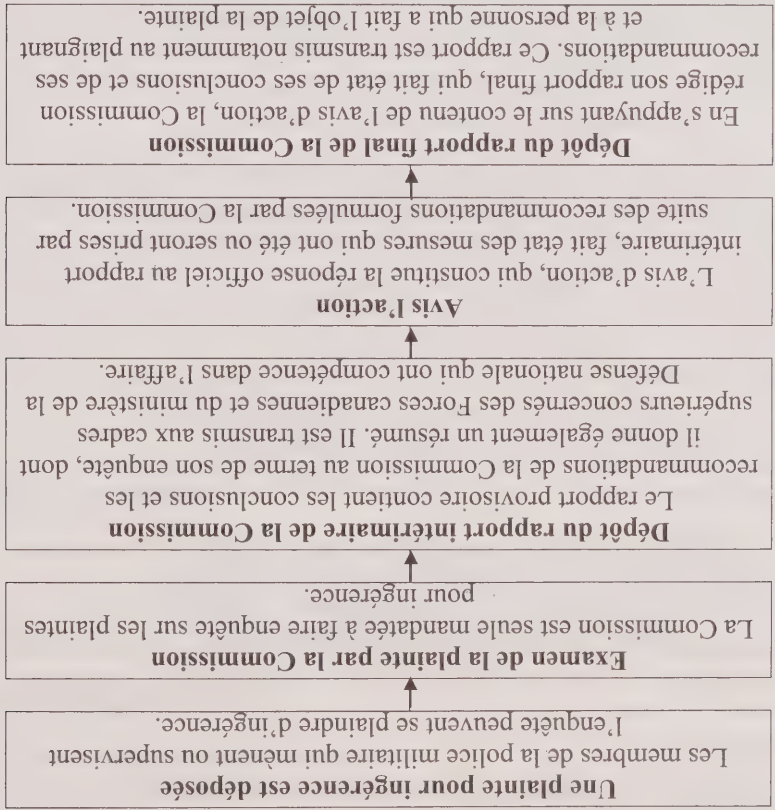 Une plainte pour ingérence est déposée
Les membres de la police militaire qui mènent ou supervisent
l'enquête peuvent se plaindre d'ingérence.
Examen de la plainte par la Commission
La Commission est seule mandatée à faire enquête sur les plaintes
pour ingérence.
Dépôt du rapport intérimaire de la Commission
Le rapport provisoire contient les conclusions et les
recommandations de la Commission au terme de son enquête, dont
il donne également un résumé. Il est transmis aux cadres
supérieurs concernés des Forces canadiennes et du ministère de la
Défense nationale qui ont compétence dans l'affaire.
Avis l'action
L'avis d'action, qui constitue la réponse officiel au rapport
intérimaire, fait état des mesures qui ont été ou seront prises par
suite des recommandations formulées par la Commission.
Dépôt du rapport final de la Commission
En s'appuyant sur le contenu de l'avis d'action, la Commission
rédige son rapport final, qui fait état de ses conclusions et de ses
recommandations. Ce rapport est transmis notamment au plaignant
et à la personne qui a fait l'objet de la plainte.